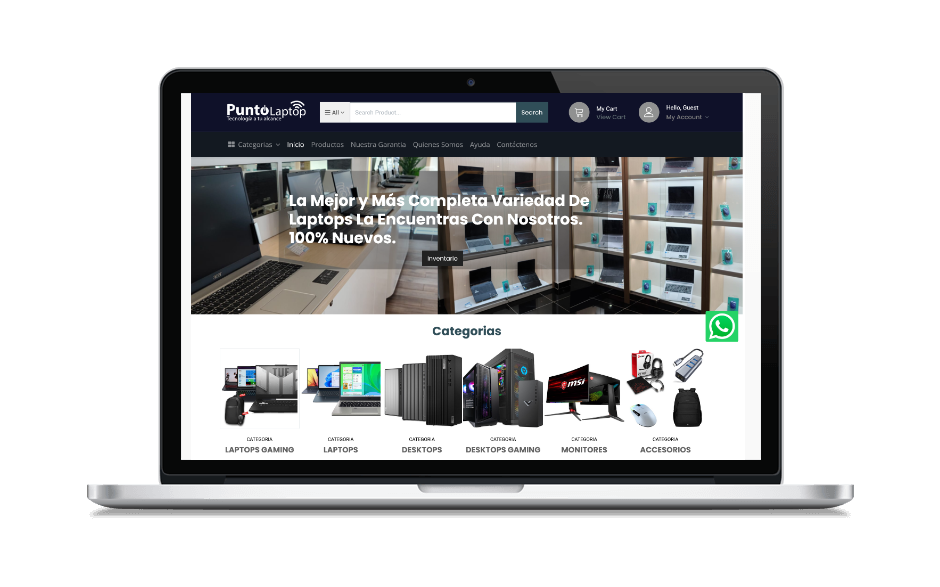 Punto Laptop
Tecnología a tu alcance
All
Search Product...
Search
My Cart
View Cart
Hello, Guest
My Account
Categorias
Inicio
Productos
Nuestra Garantia
Quienes Somos
Ayuda
Contáctenos
La Mejor y Más Completa Variedad De
Laptops La Encuentras Con Nosotros.
100% Nuevos.
Inventario
Categorias
CATEGORIA
LAPTOPS GAMING
CATEGORIA
LAPTOPS
CATEGORIA
DESKTOPS
CATEGORIA
DESKTOPS GAMING
msi
CATEGORIA
MONITORES
CATEGORIA
ACCESORIOS